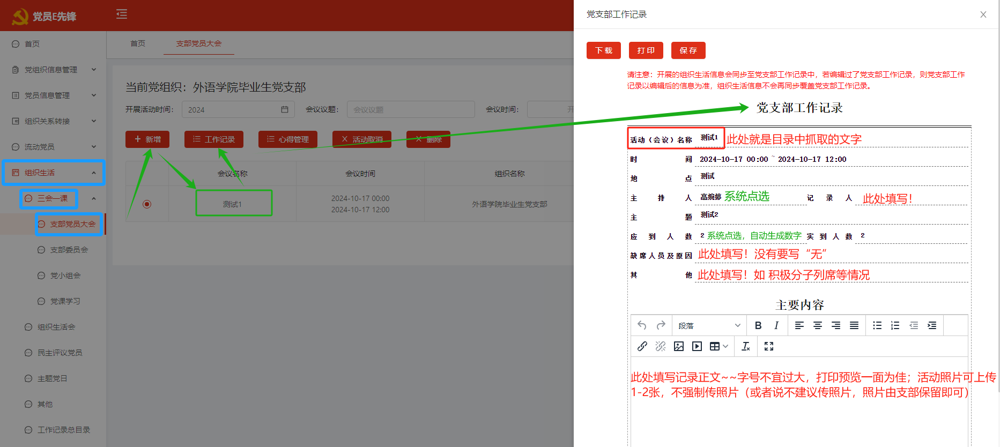 党员E先锋
首页
党组织信息管理
党员信息管理
组织关系转接
流动党员
组织生活
三会一课
支部党员大会
支部委员会
党小组会
党课学习
组织生活会
民主评议党员
主题党日
其他
工作记录总目录
首页 支部党员大会
当前党组织：外语学院毕业生党支部
开展活动时间： 2024 会议议题： 会议议题 会议时间： 开
新增 工作记录 心得管理 活动取消 删除
会议名称 会议时间 组织名称
测试1 2024-10-17 00:00 外语学院毕业生党支部
2024-10-17 12:00
党支部工作记录
下载 打印 保存
请注意：开展的组织生活信息会同步至党支部工作记录中，若编辑过了党支部工作记录，则党支部工作
记录以编辑后的信息为准，组织生活信息不会再同步覆盖党支部工作记录。
党支部工作记录
活动（会议）名称 测试1 此处就是目录中抓取的文字
时间 2024-10-17 00:00 ~ 2024-10-17 12:00
地点 测试
主持人 高婉婷 系统点选 记录人 此处填写！
主题 测试2
应到人数 2 系统点选，自动生成数字 实到人数 2
缺席人员及原因 此处填写！没有要写“无”
其他 此处填写！如 积极分子列席等情况
主要内容
段落 B I
此处填写记录正文~~字号不宜过大，打印预览一面为佳；活动照片可上传
1-2张，不强制传照片（或者说不建议传照片，照片由支部保留即可）